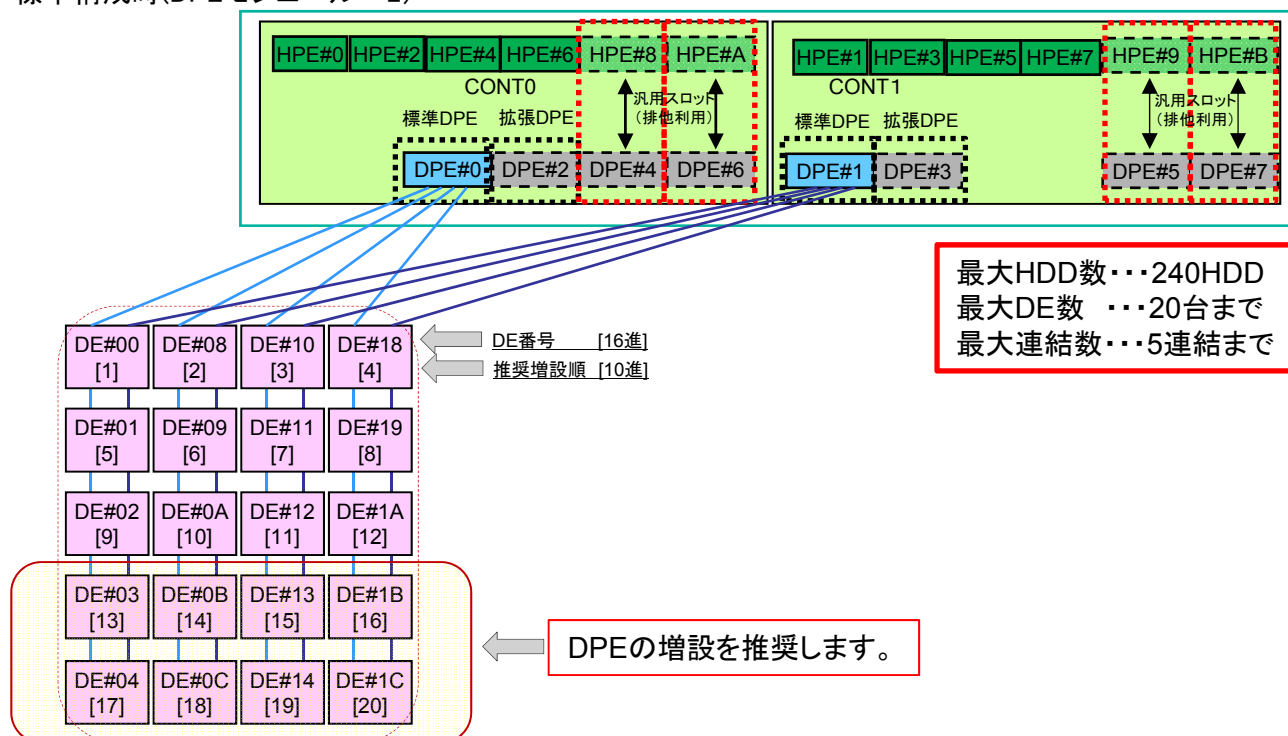 HPE#0 HPE#2 HPE#4 HPE#6 HPE#8 HPE#A
CONT0
汎用スロット
(排他利用)
標準DPE 拡張DPE
DPE#0 DPE#2 DPE#4 DPE#6
HPE#1 HPE#3 HPE#5 HPE#7 HPE#9 HPE#B
CONT1
汎用スロット
(排他利用)
標準DPE 拡張DPE
DPE#1 DPE#3 DPE#5 DPE#7
最大HDD数・・・240HDD
最大DE数 ・・・20台まで
最大連結数・・・5連結まで
DE#00 DE#08 DE#10 DE#18
[1] [2] [3] [4]
DE番号 [16進]
推奨増設順 [10進]
DE#01 DE#09 DE#11 DE#19
[5] [6] [7] [8]
DE#02 DE#0A DE#12 DE#1A
[9] [10] [11] [12]
DE#03 DE#0B DE#13 DE#1B
[13] [14] [15] [16]
DPEの増設を推奨します。
DE#04 DE#0C DE#14 DE#1C
[17] [18] [19] [20]